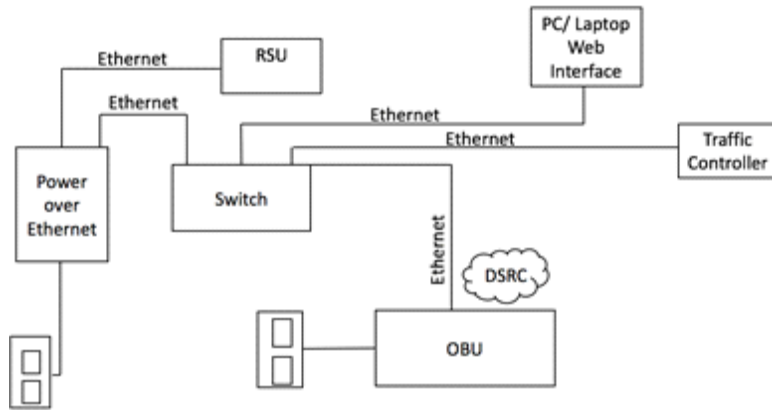 PC/ Laptop
Web
Interface
RSU
Ethernet
Ethernet
Ethernet
Ethernet
Traffic
Controller
Power
over
Ethernet
Switch
Ethernet
DSRC
OBU